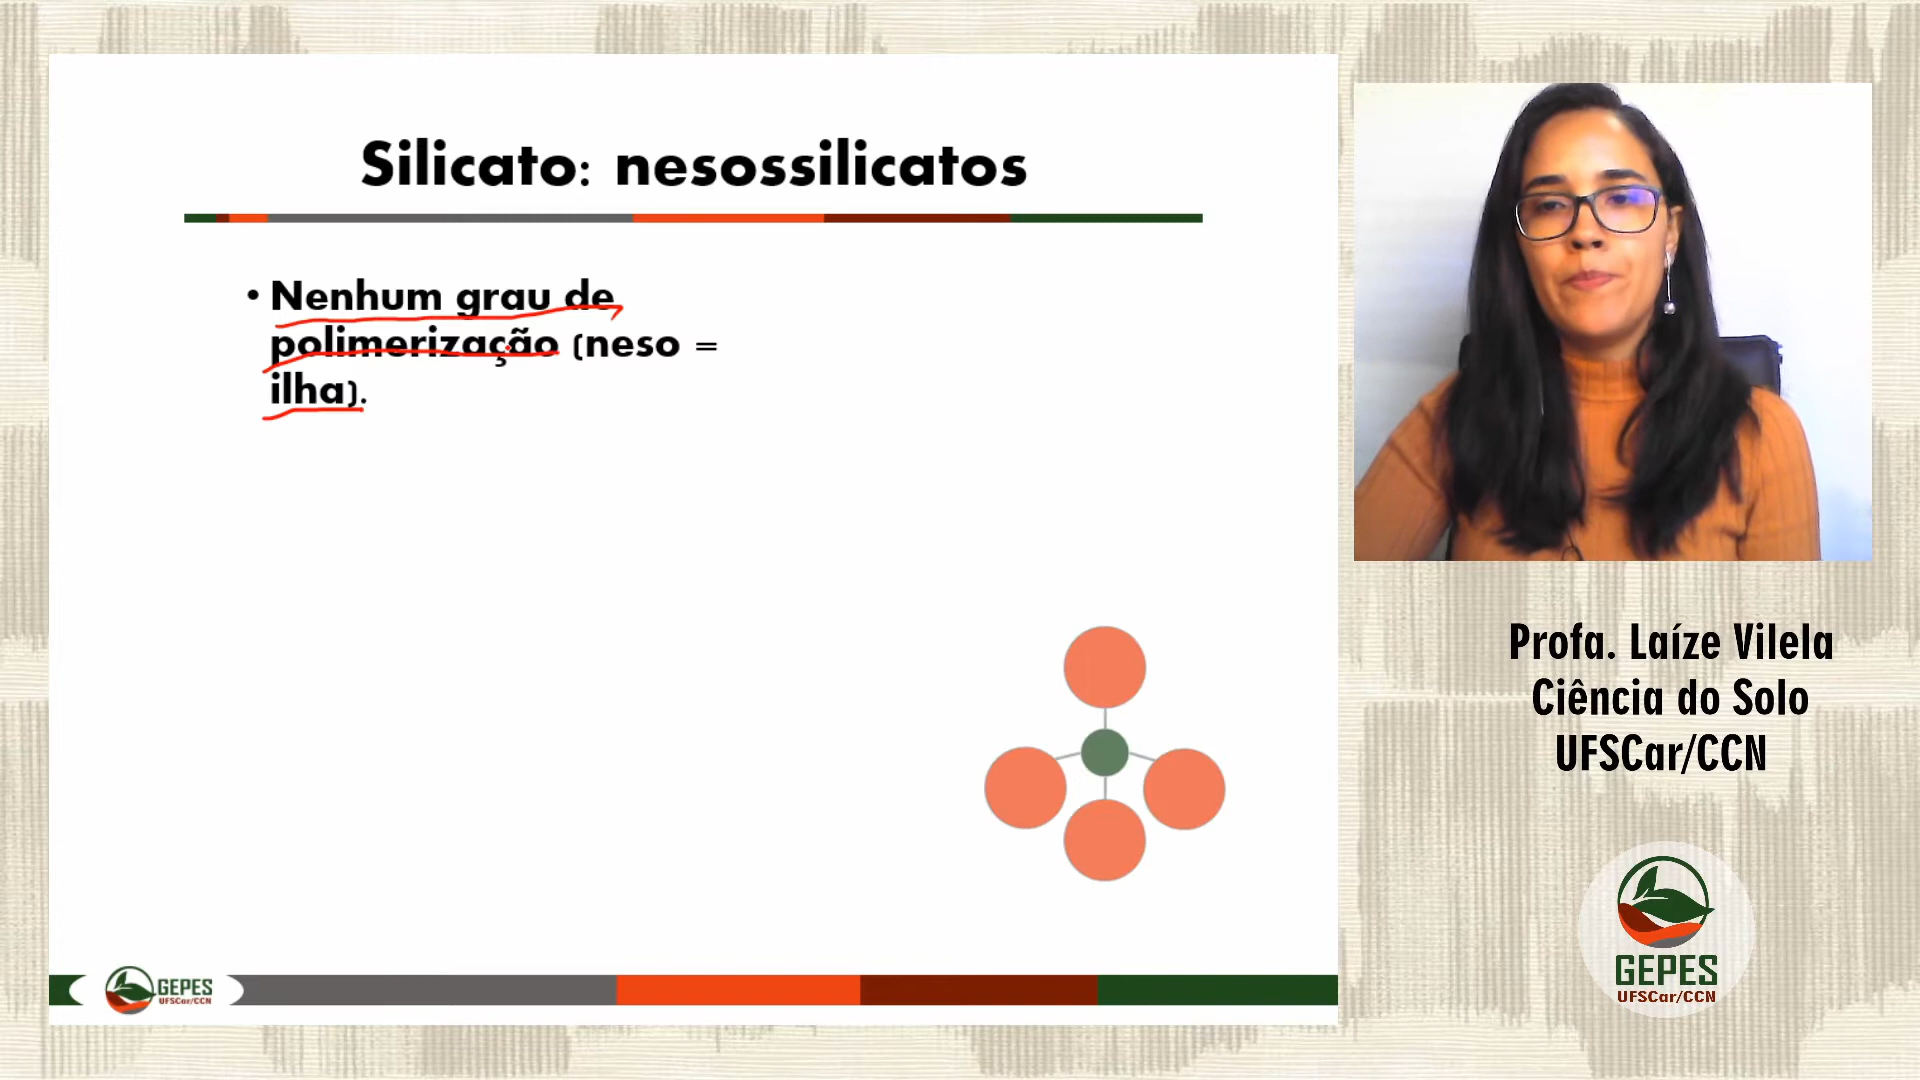 Silicato: nesossilicatos
• Nenhum grau de
polimerização (neso =
ilha).
Profa. Laíze Vilela
Ciência do Solo
UFSCar/CCN
GEPES
UFSCar/CCN
GEPES
UFSCar/CCN